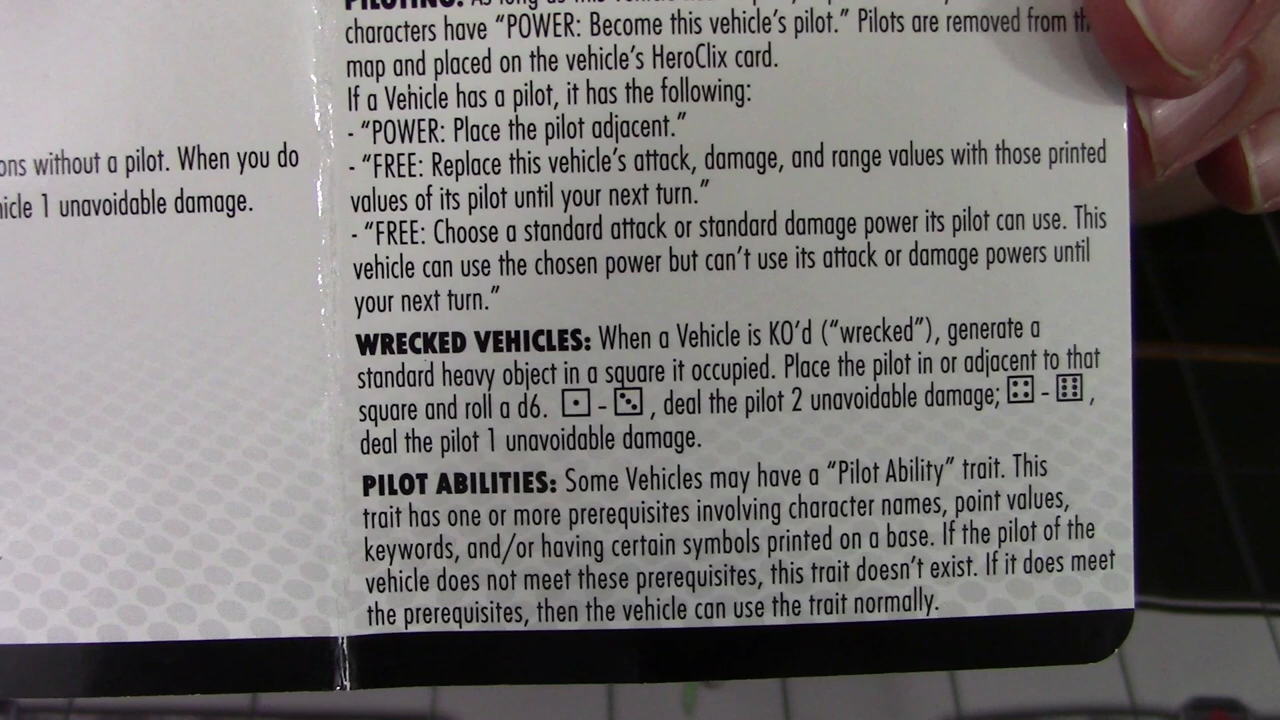 ons without a pilot. When you do
icle 1 unavoidable damage.
PILOTING: As long as this vehicle
characters have “POWER: Become this vehicle’s pilot.” Pilots are removed from th
map and placed on the vehicle’s HeroClix card.
If a Vehicle has a pilot, it has the following:
- “POWER: Place the pilot adjacent.”
- “FREE: Replace this vehicle’s attack, damage, and range values with those printed
values of its pilot until your next turn.”
- “FREE: Choose a standard attack or standard damage power its pilot can use. This
vehicle can use the chosen power but can’t use its attack or damage powers until
your next turn.”
WRECKED VEHICLES: When a Vehicle is KO’d (“wrecked”), generate a
standard heavy object in a square it occupied. Place the pilot in or adjacent to that
square and roll a d6. ⚀ - ⚂ , deal the pilot 2 unavoidable damage; ⚃ - ⚅ ,
deal the pilot 1 unavoidable damage.
PILOT ABILITIES: Some Vehicles may have a “Pilot Ability” trait. This
trait has one or more prerequisites involving character names, point values,
keywords, and/or having certain symbols printed on a base. If the pilot of the
vehicle does not meet these prerequisites, this trait doesn’t exist. If it does meet
the prerequisites, then the vehicle can use the trait normally.